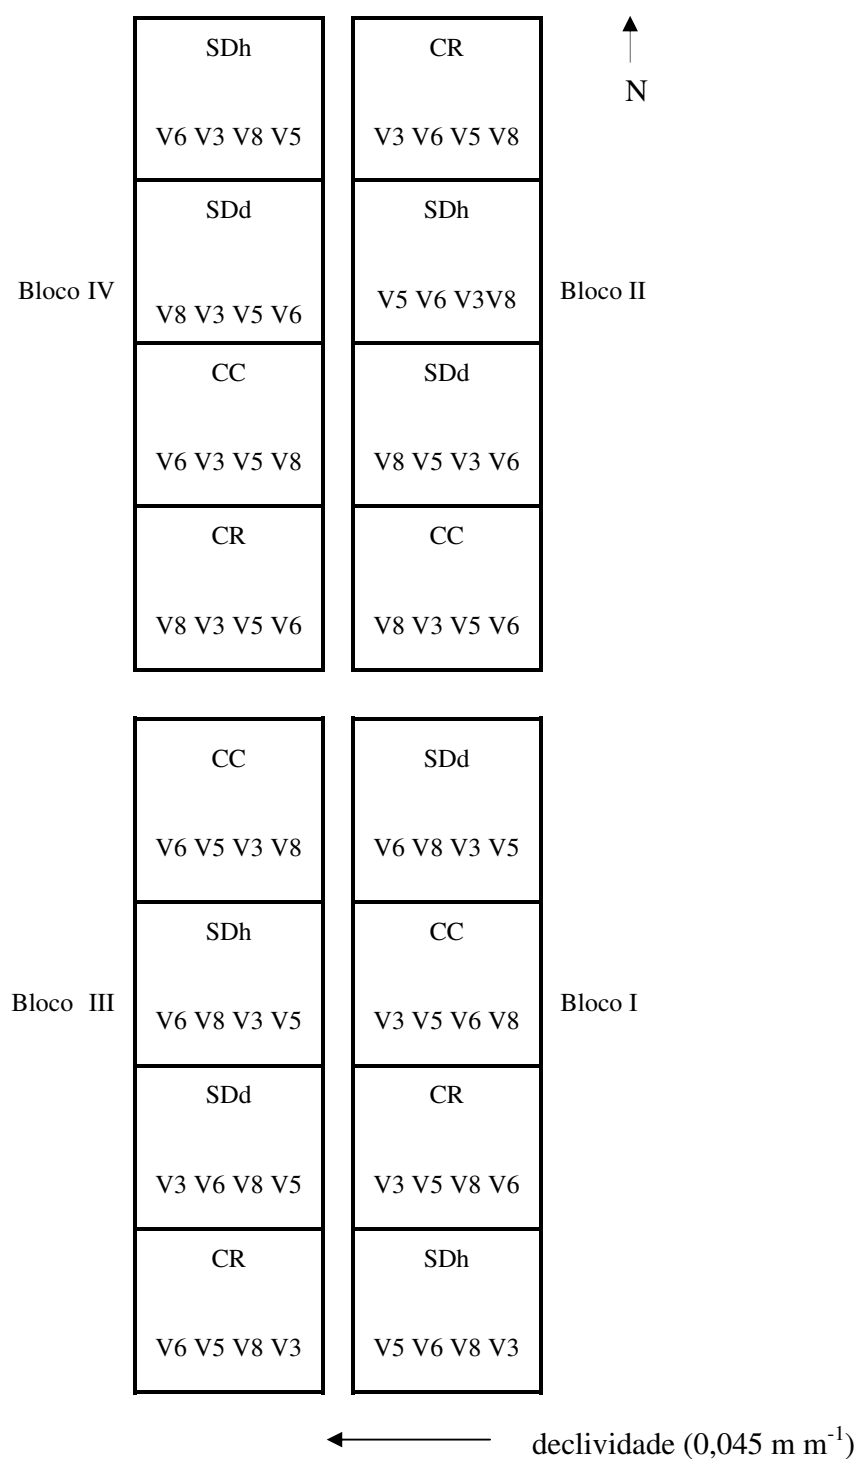 SDh CR
N
V6 V3 V8 V5 V3 V6 V5 V8
SDd SDh
Bloco IV V5 V6 V3V8 Bloco II
V8 V3 V5 V6
CC SDd
V6 V3 V5 V8 V8 V5 V3 V6
CR CC
V8 V3 V5 V6 V8 V3 V5 V6
CC SDd
V6 V5 V3 V8 V6 V8 V3 V5
SDh CC
Bloco III V6 V8 V3 V5 V3 V5 V6 V8 Bloco I
SDd CR
V3 V6 V8 V5 V3 V5 V8 V6
CR SDh
V6 V5 V8 V3 V5 V6 V8 V3
declividade (0,045 m m⁻¹)